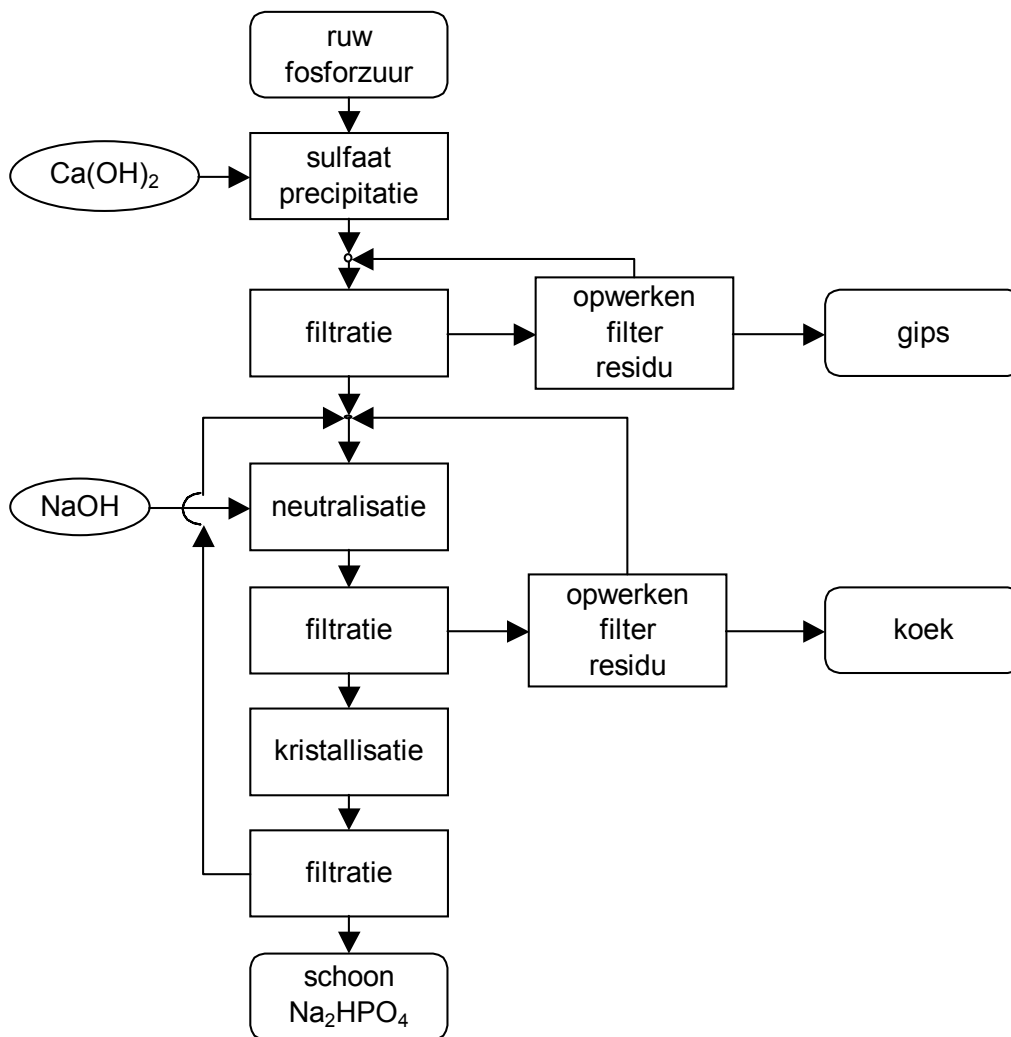 ruw
fosforzuur
Ca(OH)₂
sulfaat
precipitatie
filtratie
opwerken
filter
residu
gips
NaOH
neutralisatie
filtratie
opwerken
filter
residu
koek
kristallisatie
filtratie
schoon
Na₂HPO₄